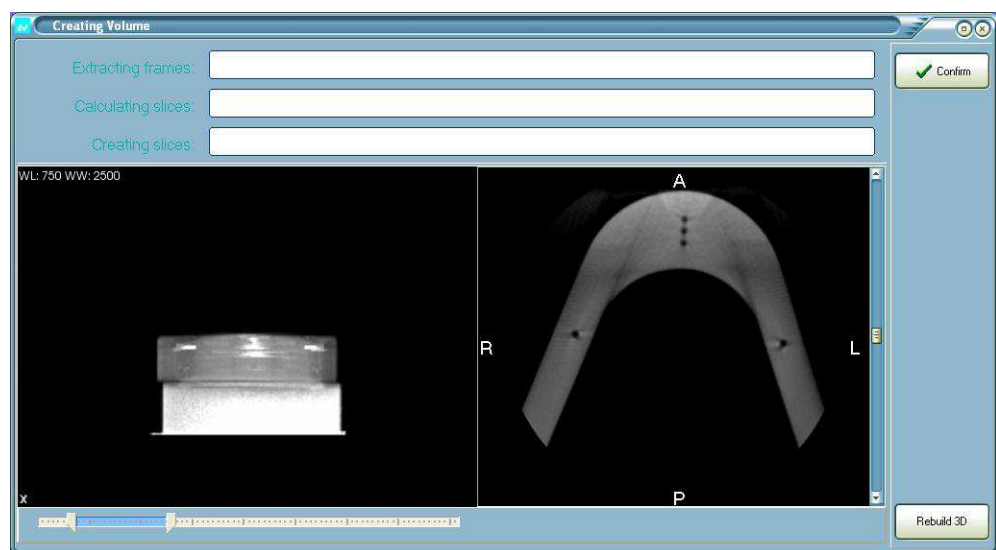 Creating Volume
Extracting frames:
Confirm
Calculating slices:
Creating slices:
WL: 750 WW: 2500
A
R
L
X
P
Rebuild 3D